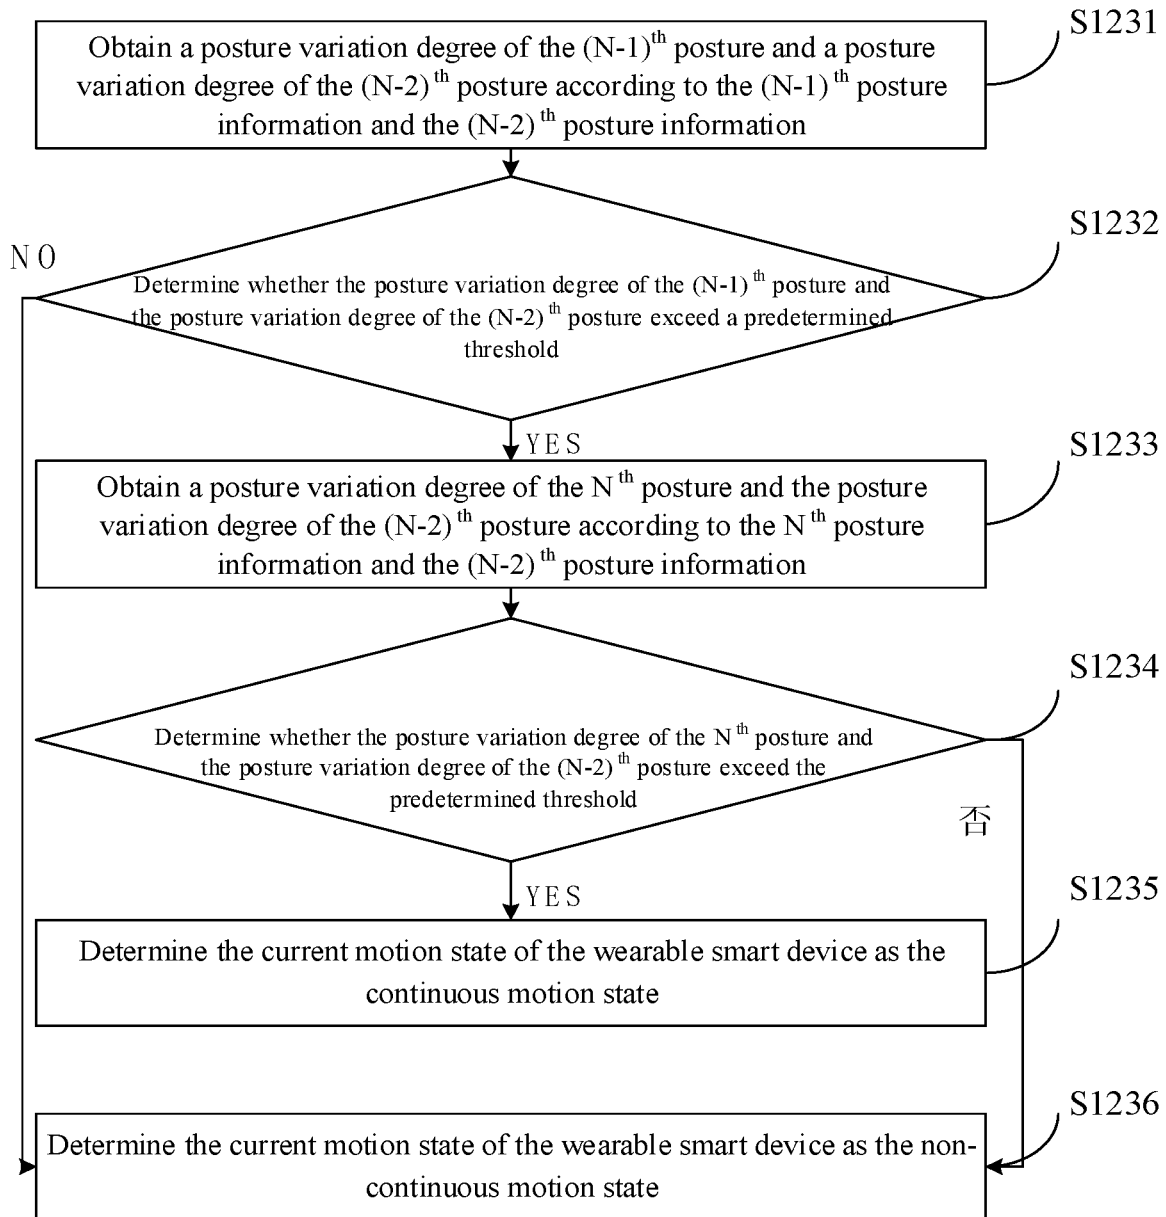 S1231
Obtain a posture variation degree of the (N-1)th posture and a posture
variation degree of the (N-2)th posture according to the (N-1)th posture
information and the (N-2)th posture information
S1232
NO
Determine whether the posture variation degree of the (N-1)th posture and
the posture variation degree of the (N-2)th posture exceed a predetermined
threshold
YES
S1233
Obtain a posture variation degree of the Nth posture and the posture
variation degree of the (N-2)th posture according to the Nth posture
information and the (N-2)th posture information
S1234
Determine whether the posture variation degree of the Nth posture and
the posture variation degree of the (N-2)th posture exceed the
predetermined threshold
否
YES
S1235
Determine the current motion state of the wearable smart device as the
continuous motion state
S1236
Determine the current motion state of the wearable smart device as the non-
continuous motion state